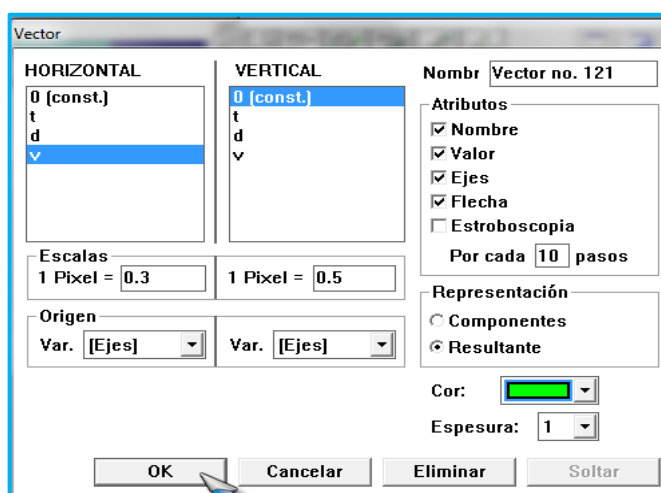 Vector
HORIZONTAL
0 (const.)
t
d
v
VERTICAL
0 (const.)
t
d
v
Escalas
1 Pixel = 0.3
1 Pixel = 0.5
Origen
Var. [Ejes]
Var. [Ejes]
Nombr Vector no. 121
Atributos
Nombre
Valor
Ejes
Flecha
Estroboscopia
Por cada 10 pasos
Representación
Componentes
Resultante
Cor:
Espesura: 1
OK Cancelar Eliminar Soltar